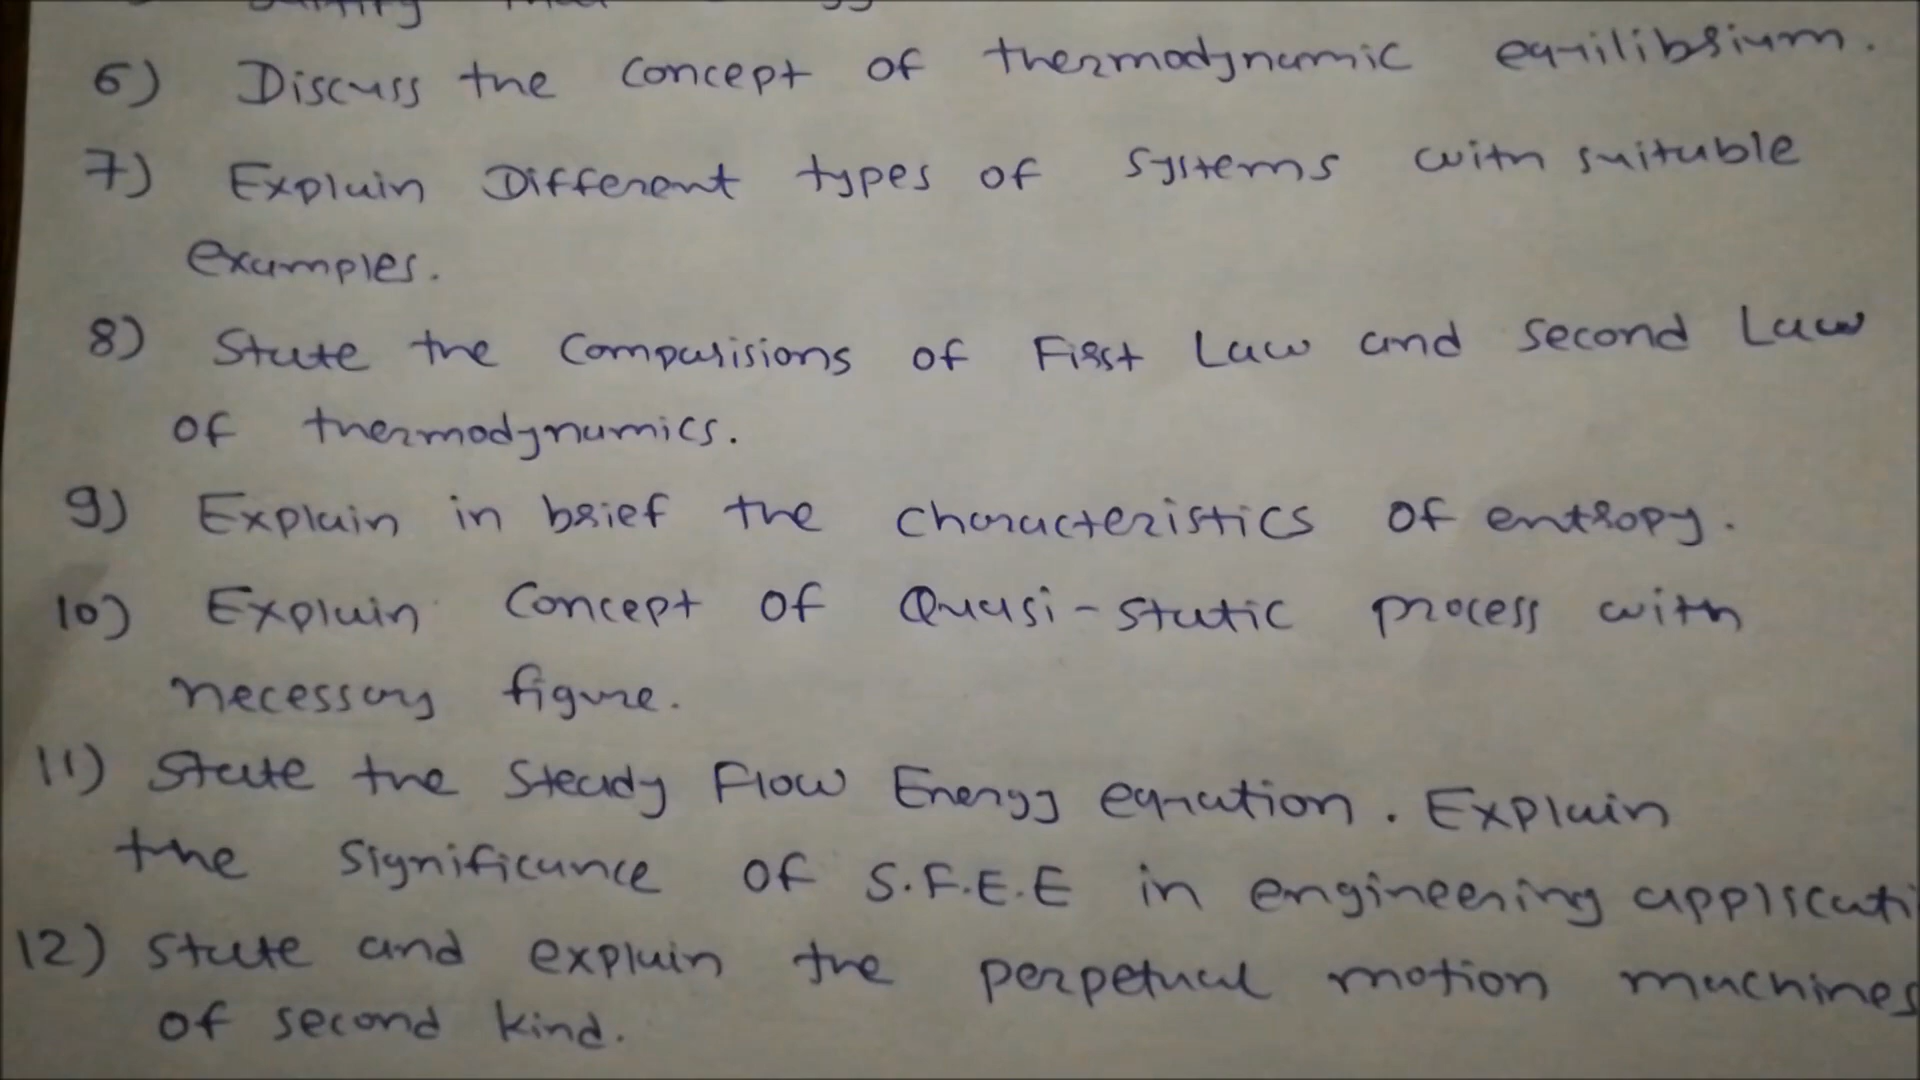 6) Discuss the concept of thermodynamic equilibrium.
7) Explain Different types of systems with suitable
examples.
8) State the Comparisions of First Law and second Law
of thermodynamics.
9) Explain in brief the characteristics of entropy.
10) Explain Concept of Quasi-static process with
necessary figure.
11) State the Steady Flow Energy equation. Explain
the significance of S.F.E.E in engineering applicati
12) state and explain the perpetual motion machines
of second kind.